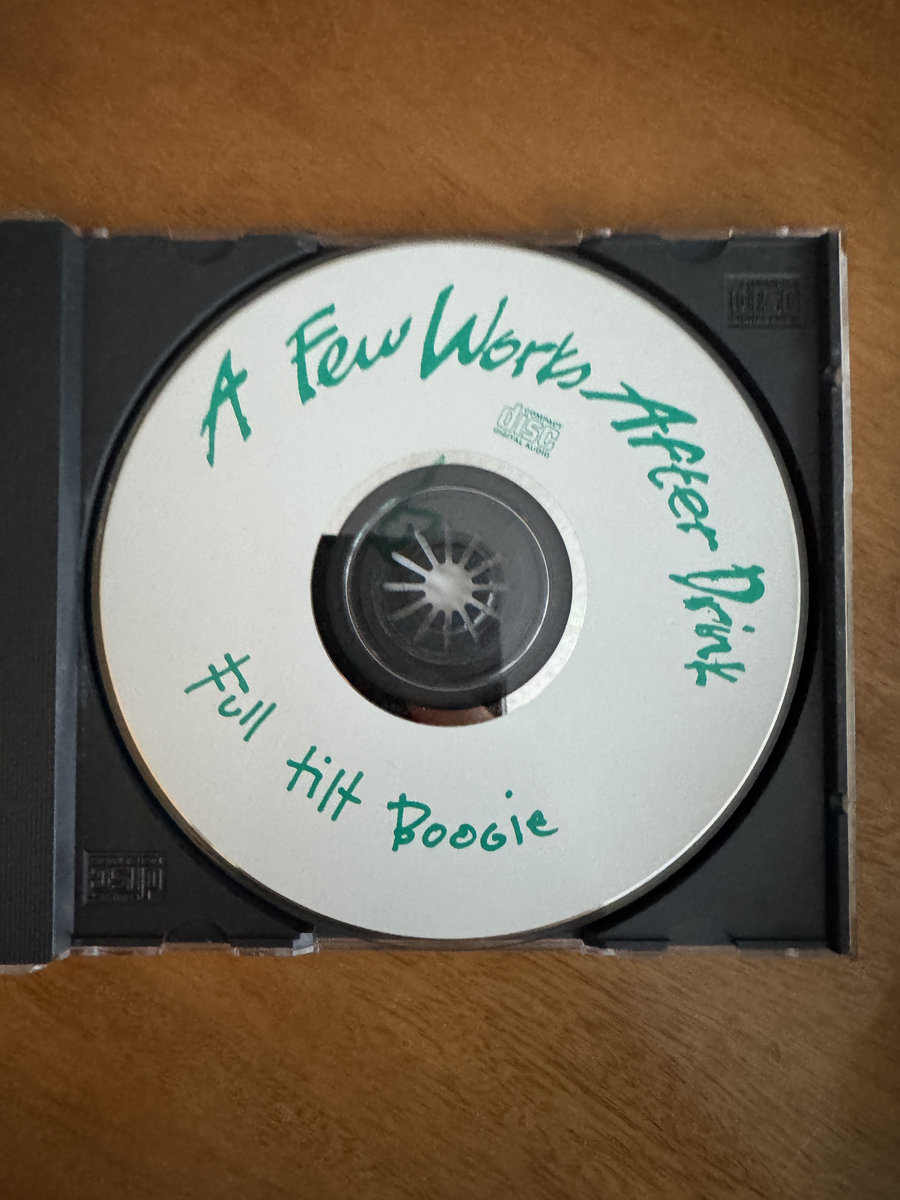 A Few Works After Drink
COMPACT
disc
DIGITAL AUDIO
Full tilt Boogie